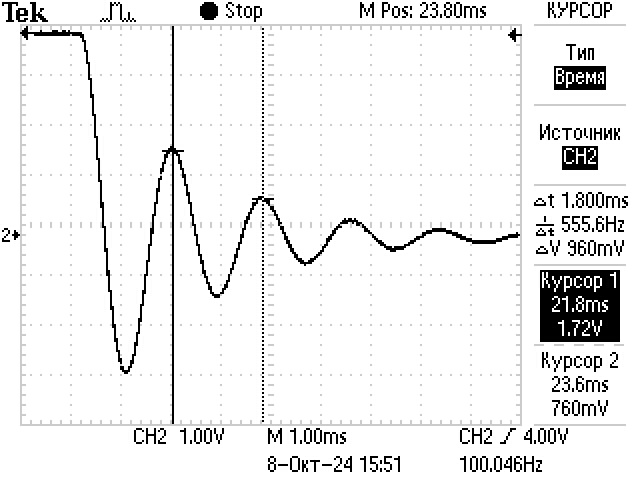 Tek Stop M Pos: 23.80ms КУРСОР
Тип
Время
Источник
CH2
△t 1.800ms
1/△t 555.6Hz
△V 960mV
2
Курсор 1
21.8ms
1.72V
Курсор 2
23.6ms
760mV
CH2 1.00V M 1.00ms CH2 4.00V
8-Окт-24 15:51 100.046Hz